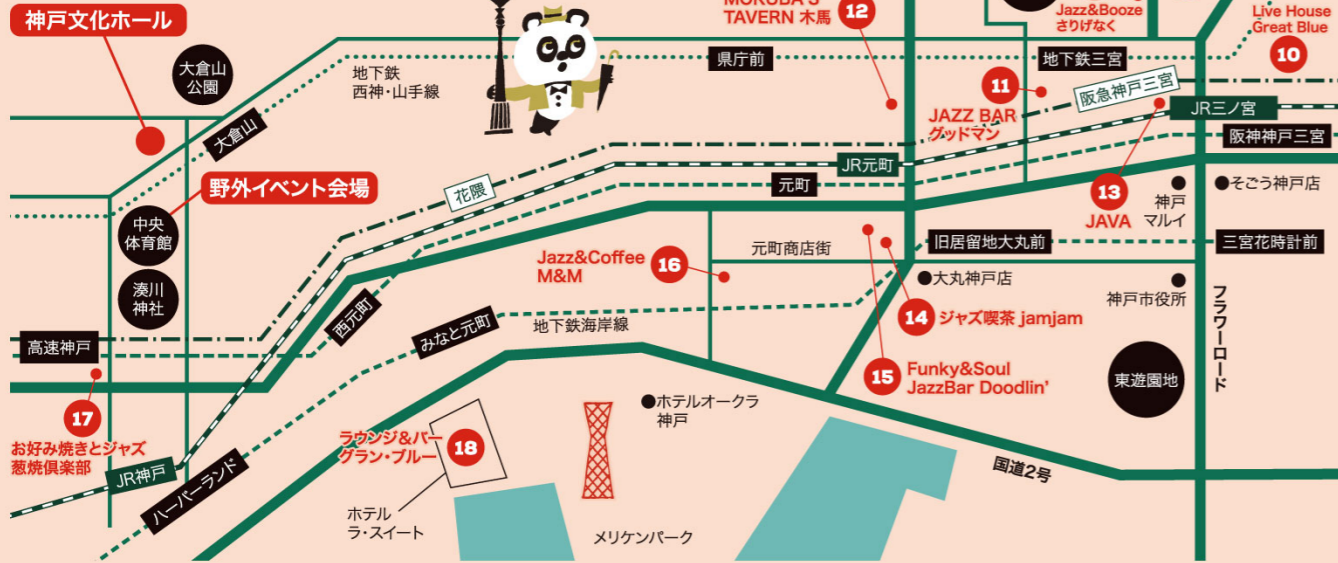 神戸文化ホール
MOKUBA'S
TAVERN 木馬
12
Jazz&Booze
さりげなく
Live House
Great Blue
10
大倉山
公園
地下鉄
西神・山手線
県庁前
地下鉄三宮
11
JAZZ BAR
グッドマン
阪急神戸三宮
JR三ノ宮
大倉山
阪神神戸三宮
JR元町
野外イベント会場
花隈
元町
13
JAVA
神戸
マルイ
●そごう神戸店
中央
体育館
Jazz&Coffee
M&M
16
元町商店街
旧居留地大丸前
三宮花時計前
●大丸神戸店
神戸市役所
湊川
神社
西元町
みなと元町
地下鉄海岸線
14
ジャズ喫茶 jamjam
フラワーロード
高速神戸
15
Funky&Soul
JazzBar Doodlin'
東遊園地
17
お好み焼きとジャズ
葱焼倶楽部
●ホテルオークラ
神戸
ラウンジ&バー
グラン・ブルー
18
JR神戸
ハーバーランド
国道2号
ホテル
ラ・スイート
メリケンパーク